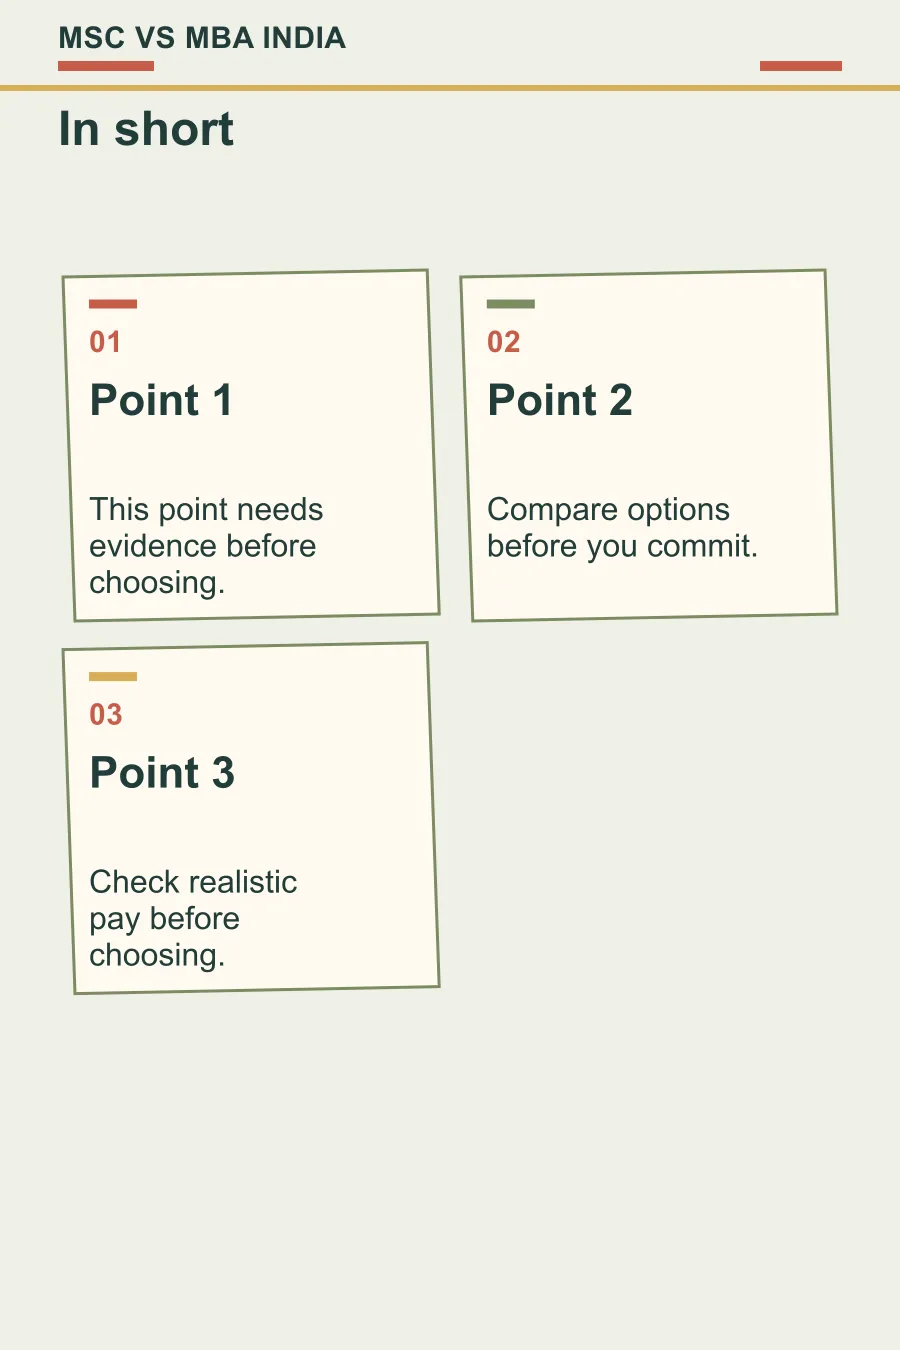 MSC VS MBA INDIA
In short
01
Point 1
This point needs
evidence before
choosing.
02
Point 2
Compare options
before you commit.
03
Point 3
Check realistic
pay before
choosing.